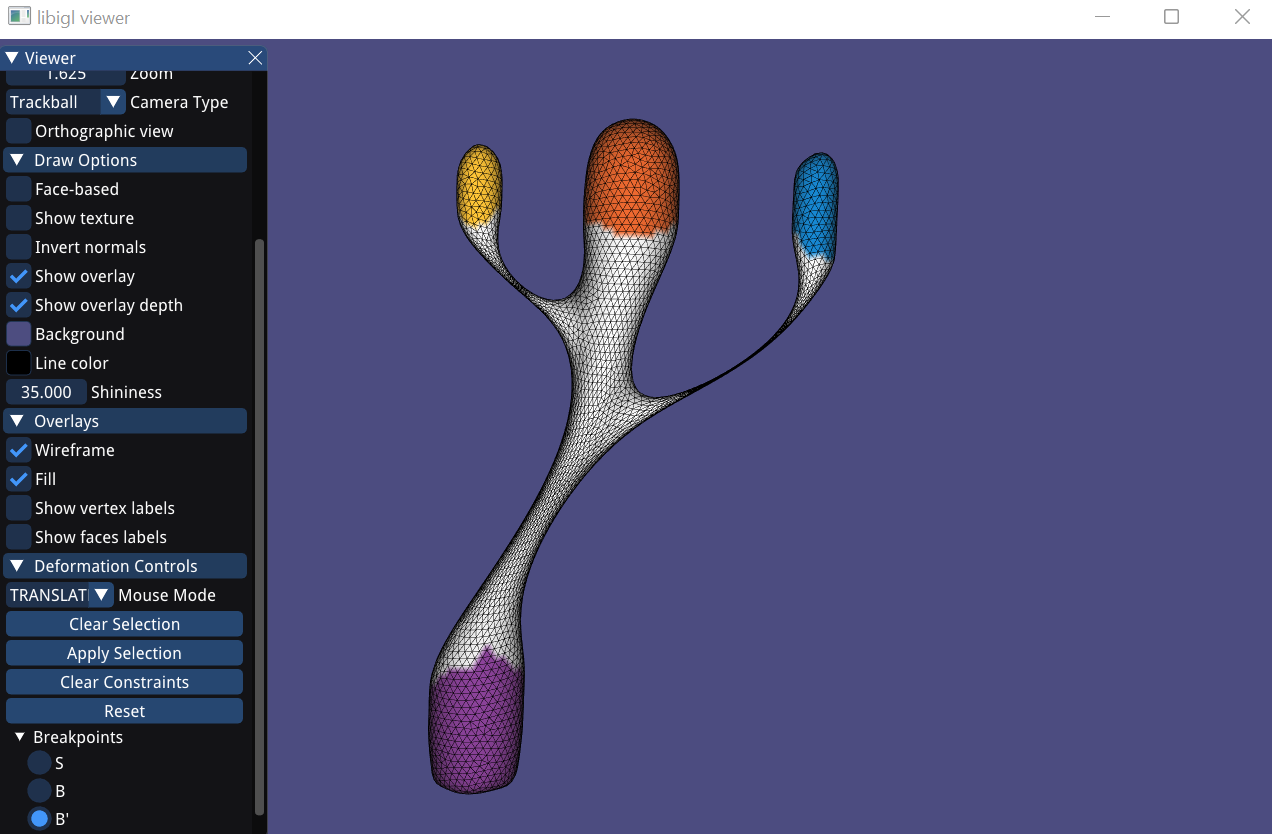 libigl viewer
Viewer
1.625 Zoom
Trackball Camera Type
Orthographic view
Draw Options
Face-based
Show texture
Invert normals
Show overlay
Show overlay depth
Background
Line color
35.000 Shininess
Overlays
Wireframe
Fill
Show vertex labels
Show faces labels
Deformation Controls
TRANSLAT Mouse Mode
Clear Selection
Apply Selection
Clear Constraints
Reset
Breakpoints
S
B
B'